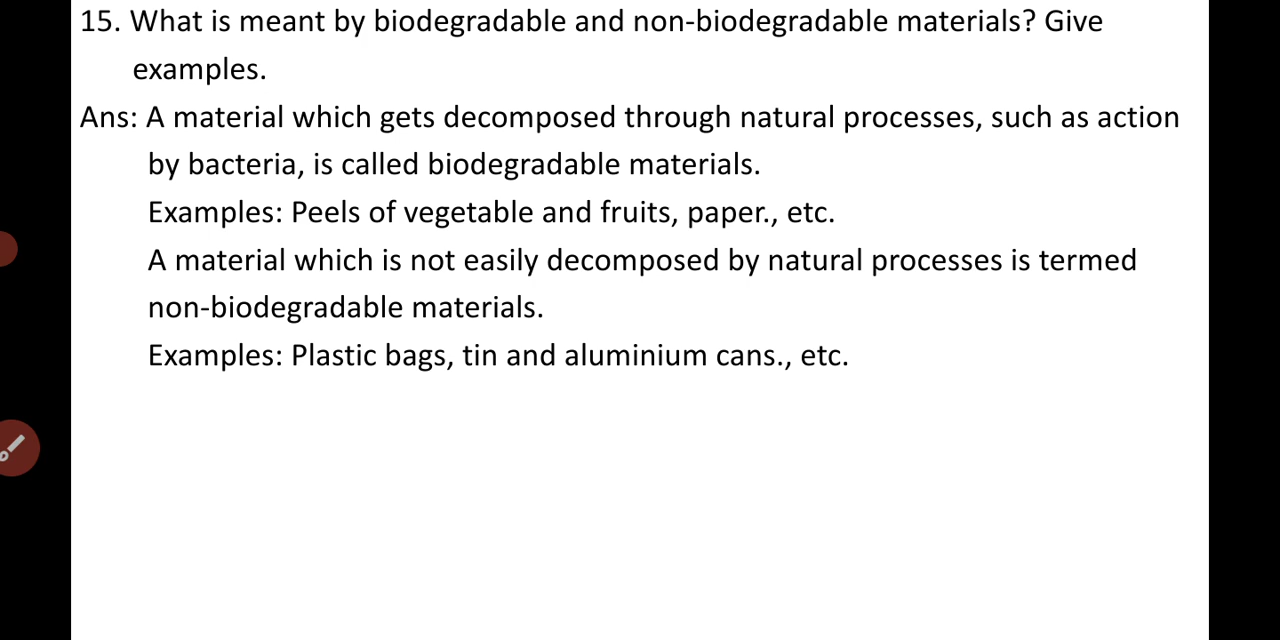 15. What is meant by biodegradable and non-biodegradable materials? Give
examples.
Ans: A material which gets decomposed through natural processes, such as action
by bacteria, is called biodegradable materials.
Examples: Peels of vegetable and fruits, paper., etc.
A material which is not easily decomposed by natural processes is termed
non-biodegradable materials.
Examples: Plastic bags, tin and aluminium cans., etc.